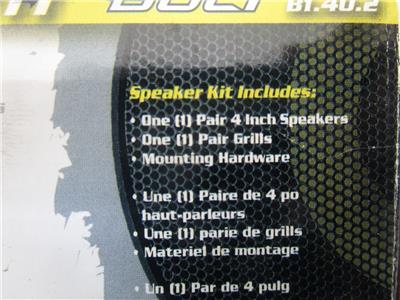 BOLT
B1.40.2
Speaker Kit Includes:
• One (1) Pair 4 Inch Speakers
• One (1) Pair Grills
• Mounting Hardware
• Une (1) Paire de 4 po
haut-parleurs
• Une (1) parie de grills
• Materiel de montage
• Un (1) Par de 4 pulg